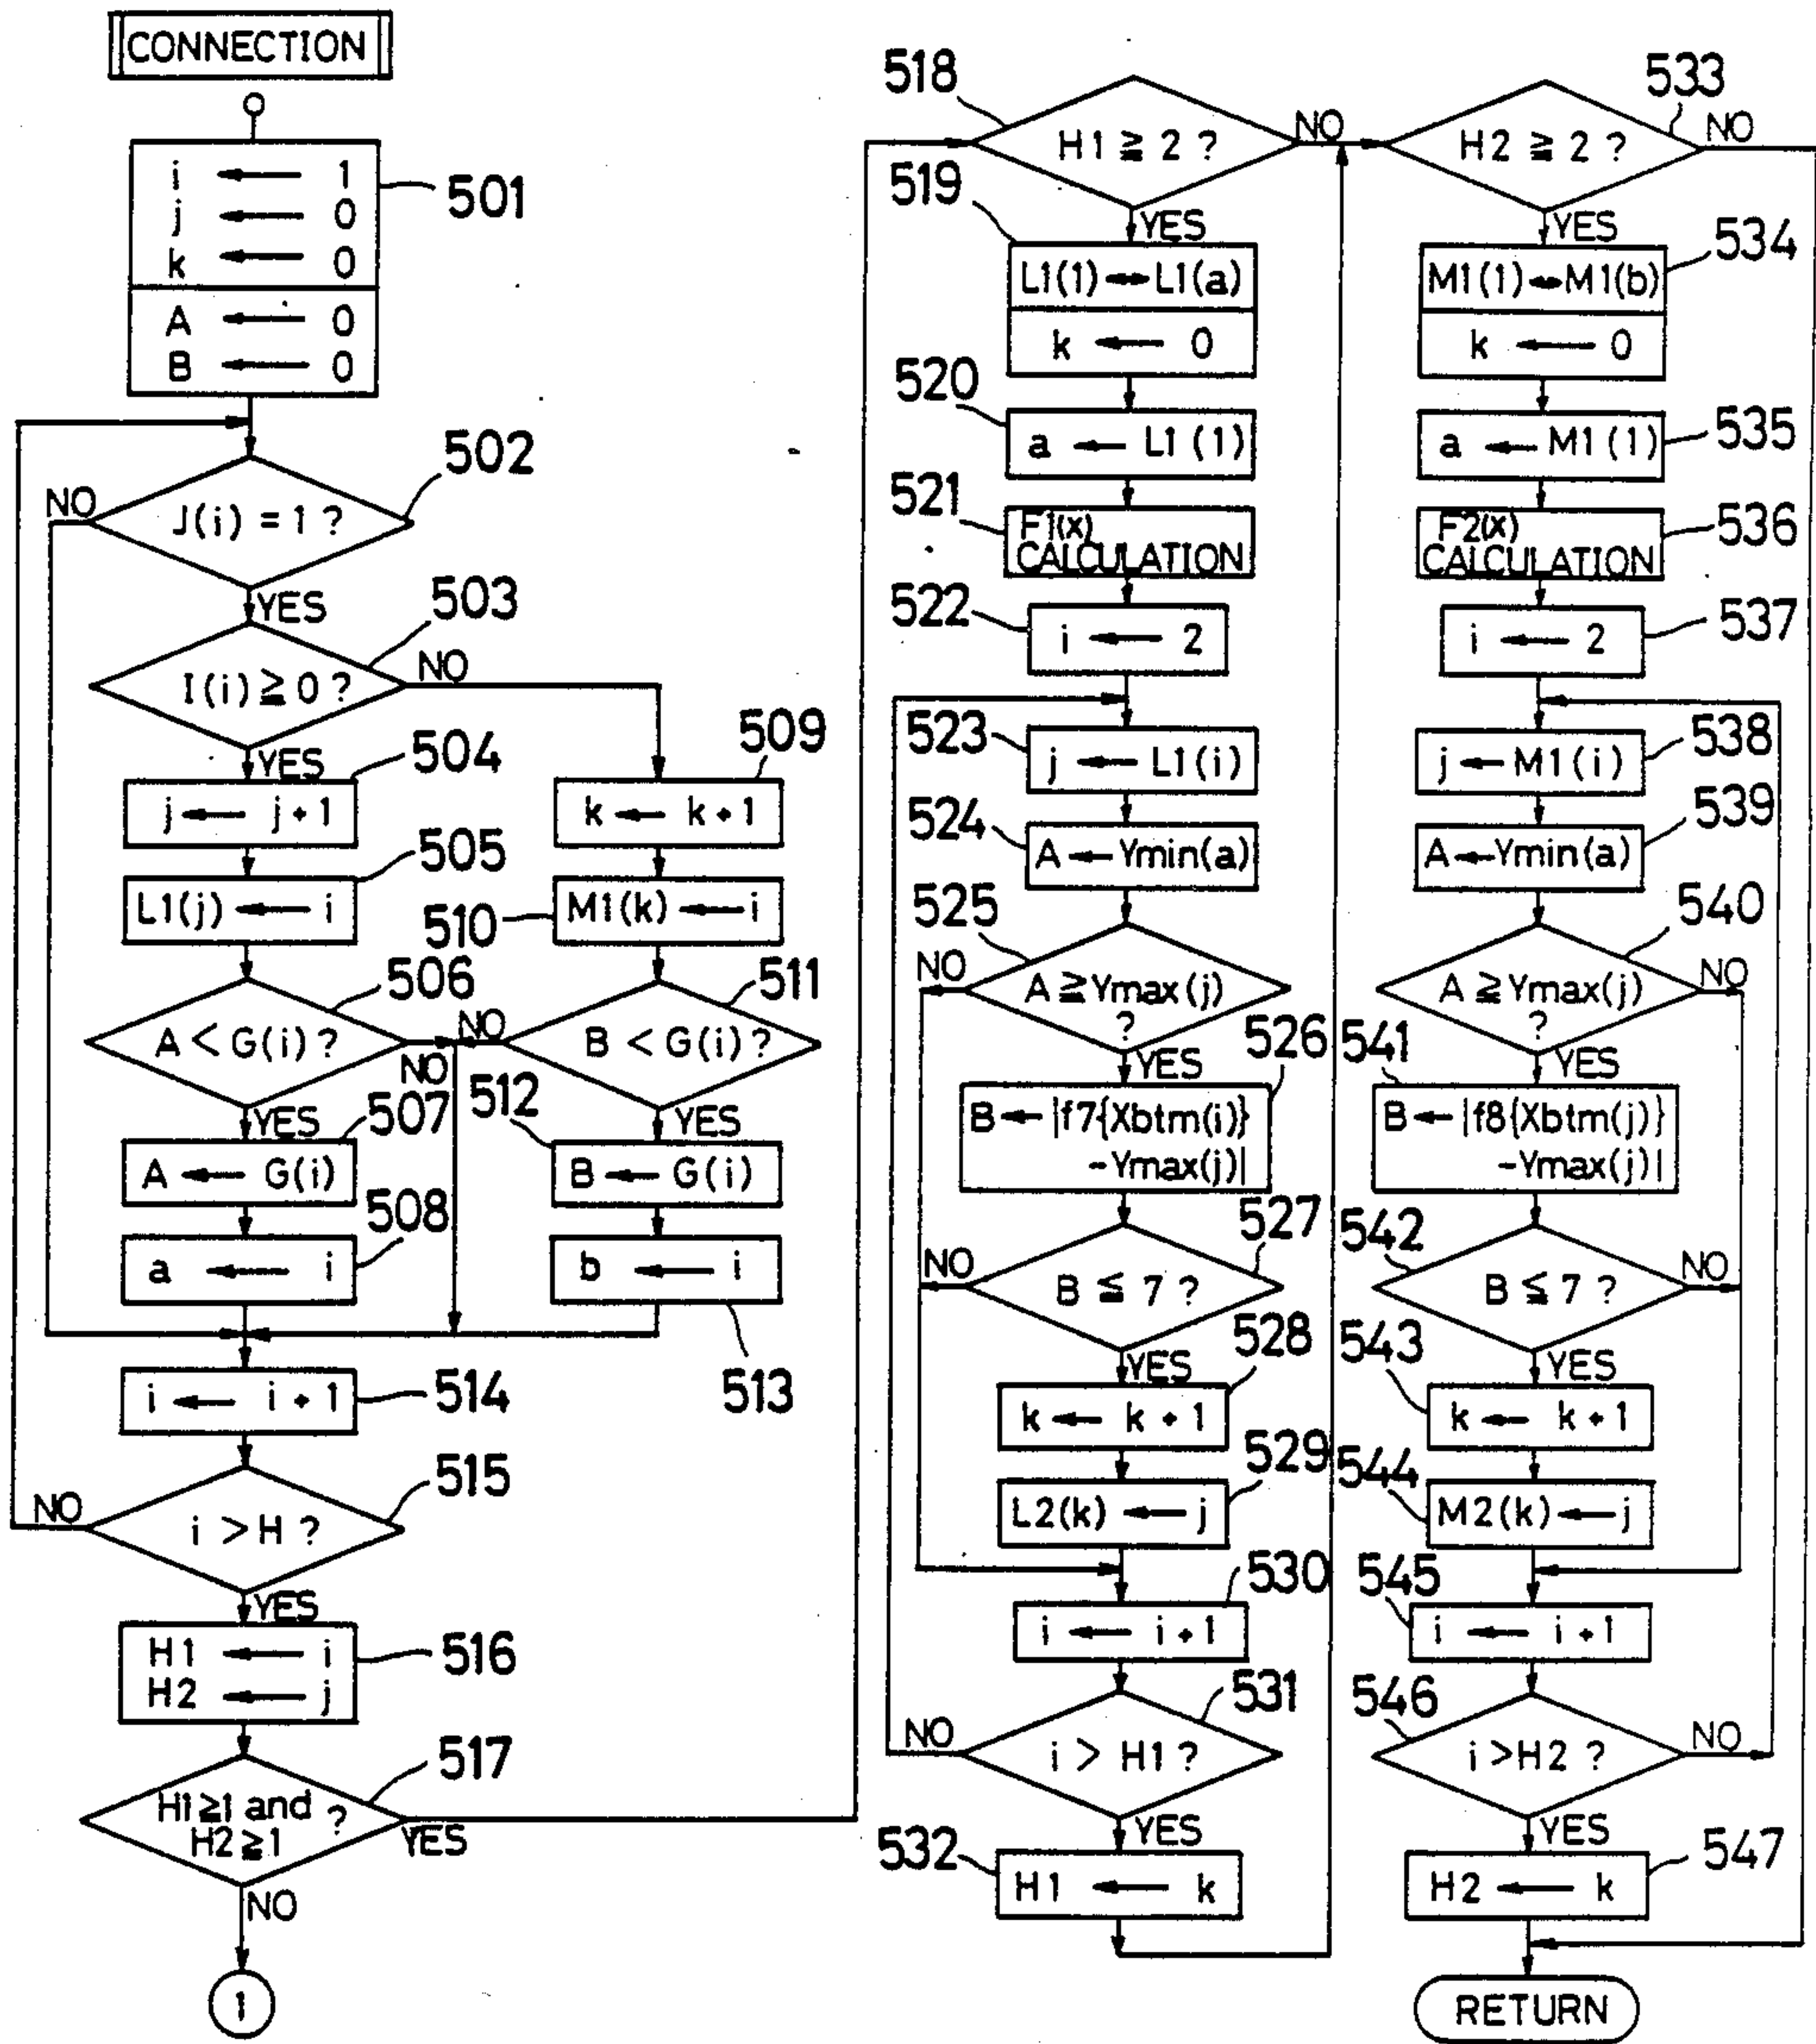 CONNECTION
i ← 1
j ← 0
k ← 0
A ← 0
B ← 0
501
502
J(i) = 1 ?
NO
YES
503
I(i) ≧ 0 ?
NO
YES
504
j ← j + 1
505
L1(j) ← i
506
A < G(i) ?
NO
YES
507
A ← G(i)
508
a ← i
509
k ← k + 1
510
M1(k) ← i
511
B < G(i) ?
NO
YES
512
B ← G(i)
b ← i
513
i ← i + 1
514
515
i > H ?
NO
YES
H1 ← i
H2 ← j
516
517
H1 ≧ 1 and
H2 ≧ 1
?
YES
NO
1
518
H1 ≧ 2 ?
NO
YES
519
L1(1) ↔ L1(a)
k ← 0
520
a ← L1(1)
521
F1(x)
CALCULATION
522
i ← 2
523
j ← L1(i)
524
A ← Ymin(a)
525
A ≧ Ymax(j)
?
NO
YES
526
B ← |f7{Xbtm(i)}
-Ymax(j)|
527
B ≦ 7 ?
NO
YES
528
k ← k + 1
529
L2(k) ← j
530
i ← i + 1
531
i > H1 ?
NO
YES
532
H1 ← k
533
H2 ≧ 2 ?
NO
YES
534
M1(1) ↔ M1(b)
k ← 0
a ← M1(1)
535
F2(x)
CALCULATION
536
i ← 2
537
j ← M1(i)
538
539
A ← Ymin(a)
540
A ≧ Ymax(j)
?
NO
YES
541
B ← |f8{Xbtm(j)}
-Ymax(j)|
542
B ≦ 7 ?
NO
YES
543
k ← k + 1
544
M2(k) ← j
545
i ← i + 1
546
i > H2 ?
NO
YES
547
H2 ← k
RETURN